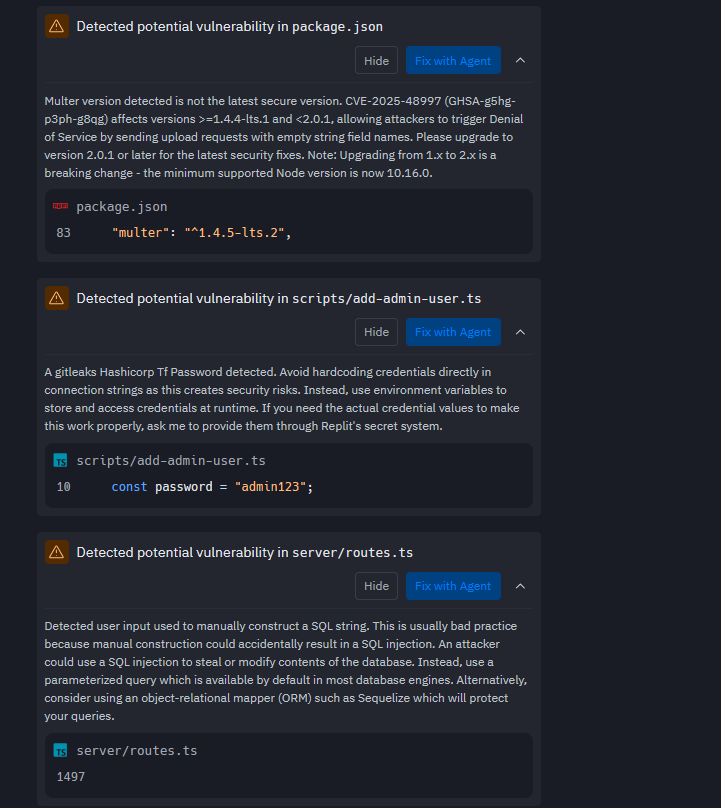 Detected potential vulnerability in package.json
Hide
Fix with Agent
Multer version detected is not the latest secure version. CVE-2025-48997 (GHSA-g5hg-
p3ph-g8qg) affects versions >=1.4.4-lts.1 and <2.0.1, allowing attackers to trigger Denial
of Service by sending upload requests with empty string field names. Please upgrade to
version 2.0.1 or later for the latest security fixes. Note: Upgrading from 1.x to 2.x is a
breaking change - the minimum supported Node version is now 10.16.0.
package.json
83 "multer": "^1.4.5-lts.2",
Detected potential vulnerability in scripts/add-admin-user.ts
Hide
Fix with Agent
A gitleaks Hashicorp Tf Password detected. Avoid hardcoding credentials directly in
connection strings as this creates security risks. Instead, use environment variables to
store and access credentials at runtime. If you need the actual credential values to make
this work properly, ask me to provide them through Replit's secret system.
TS scripts/add-admin-user.ts
10 const password = "admin123";
Detected potential vulnerability in server/routes.ts
Hide
Fix with Agent
Detected user input used to manually construct a SQL string. This is usually bad practice
because manual construction could accidentally result in a SQL injection. An attacker
could use a SQL injection to steal or modify contents of the database. Instead, use a
parameterized query which is available by default in most database engines. Alternatively,
consider using an object-relational mapper (ORM) such as Sequelize which will protect
your queries.
TS server/routes.ts
1497